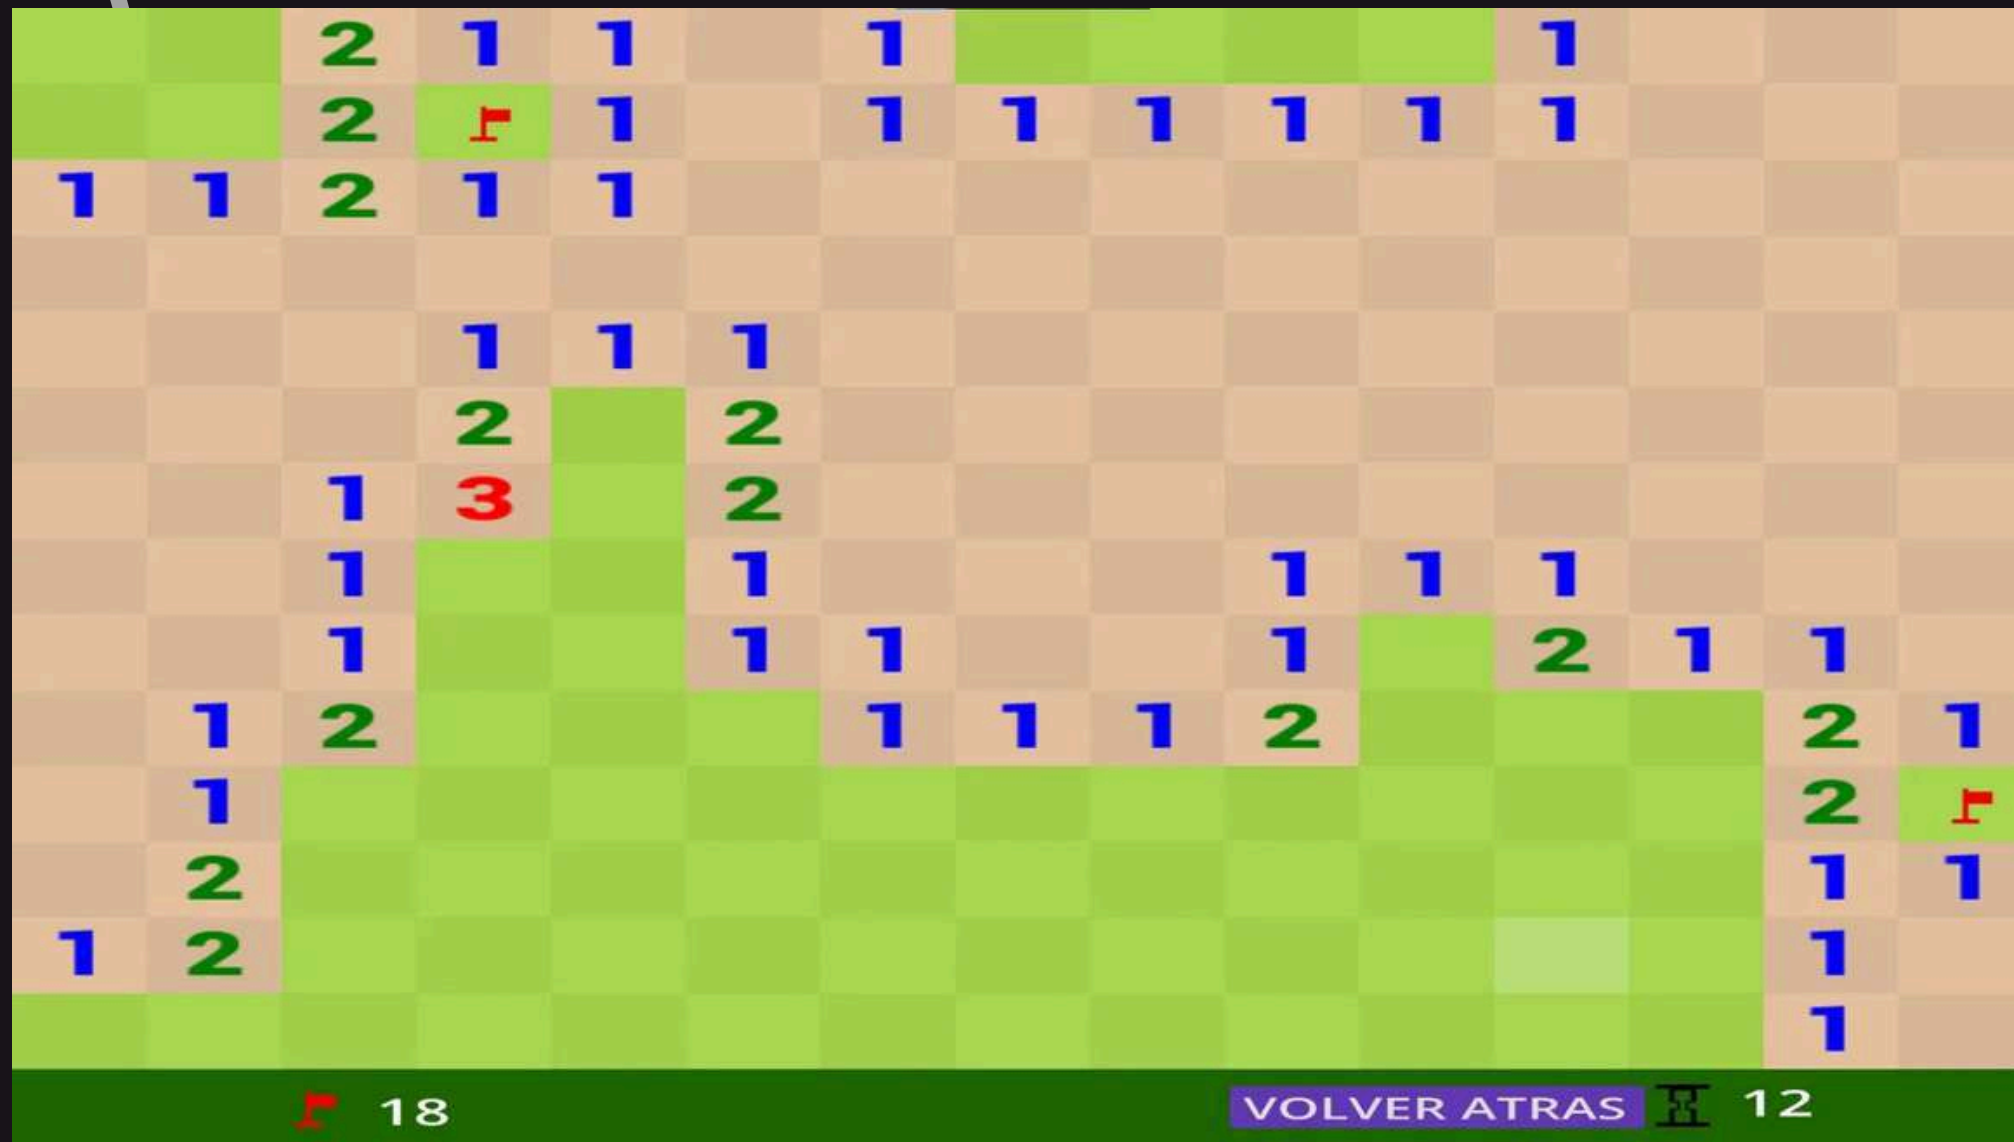 2 1 1 1 1
2 1 1 1 1 1 1 1
1 1 2 1 1
1 1 1
2 2
1 3 2
1 1 1 1 1
1 1 1 1 2 1 1
1 2 1 1 1 2 2 1
1 2
2 1 1
1 2 1
1
18 VOLVER ATRAS 12